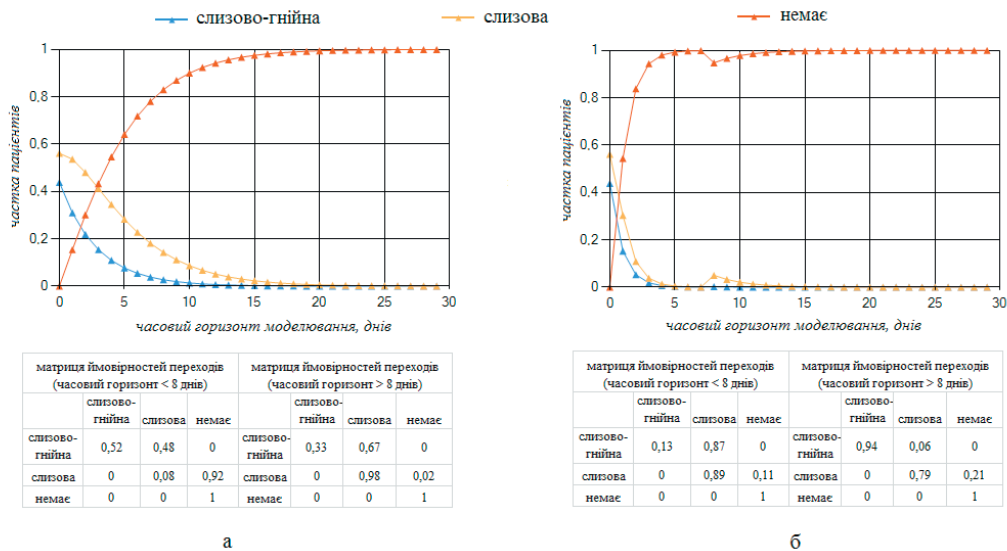 слизово-гнійна слизова немає
1
0,8
0,6
0,4
0,2
0
0 5 10 15 20 25 30
частка пацієнтів
часовий горизонт моделювання, днів
матриця ймовірностей переходів матриця ймовірностей переходів
(часовий горизонт < 8 днів) (часовий горизонт > 8 днів)
слизово- слизово-
гнійна слизова немає гнійна слизова немає
слизово- слизово-
гнійна 0,52 0,48 0 гнійна 0,33 0,67 0
слизова 0 0,08 0,92 слизова 0 0,98 0,02
немає 0 0 1 немає 0 0 1
а
1
0,8
0,6
0,4
0,2
0
0 5 10 15 20 25 30
частка пацієнтів
часовий горизонт моделювання, днів
матриця ймовірностей переходів матриця ймовірностей переходів
(часовий горизонт < 8 днів) (часовий горизонт > 8 днів)
слизово- слизово-
гнійна слизова немає гнійна слизова немає
слизово- слизово-
гнійна 0,13 0,87 0 гнійна 0,94 0,06 0
слизова 0 0,89 0,11 слизова 0 0,79 0,21
немає 0 0 1 немає 0 0 1
б